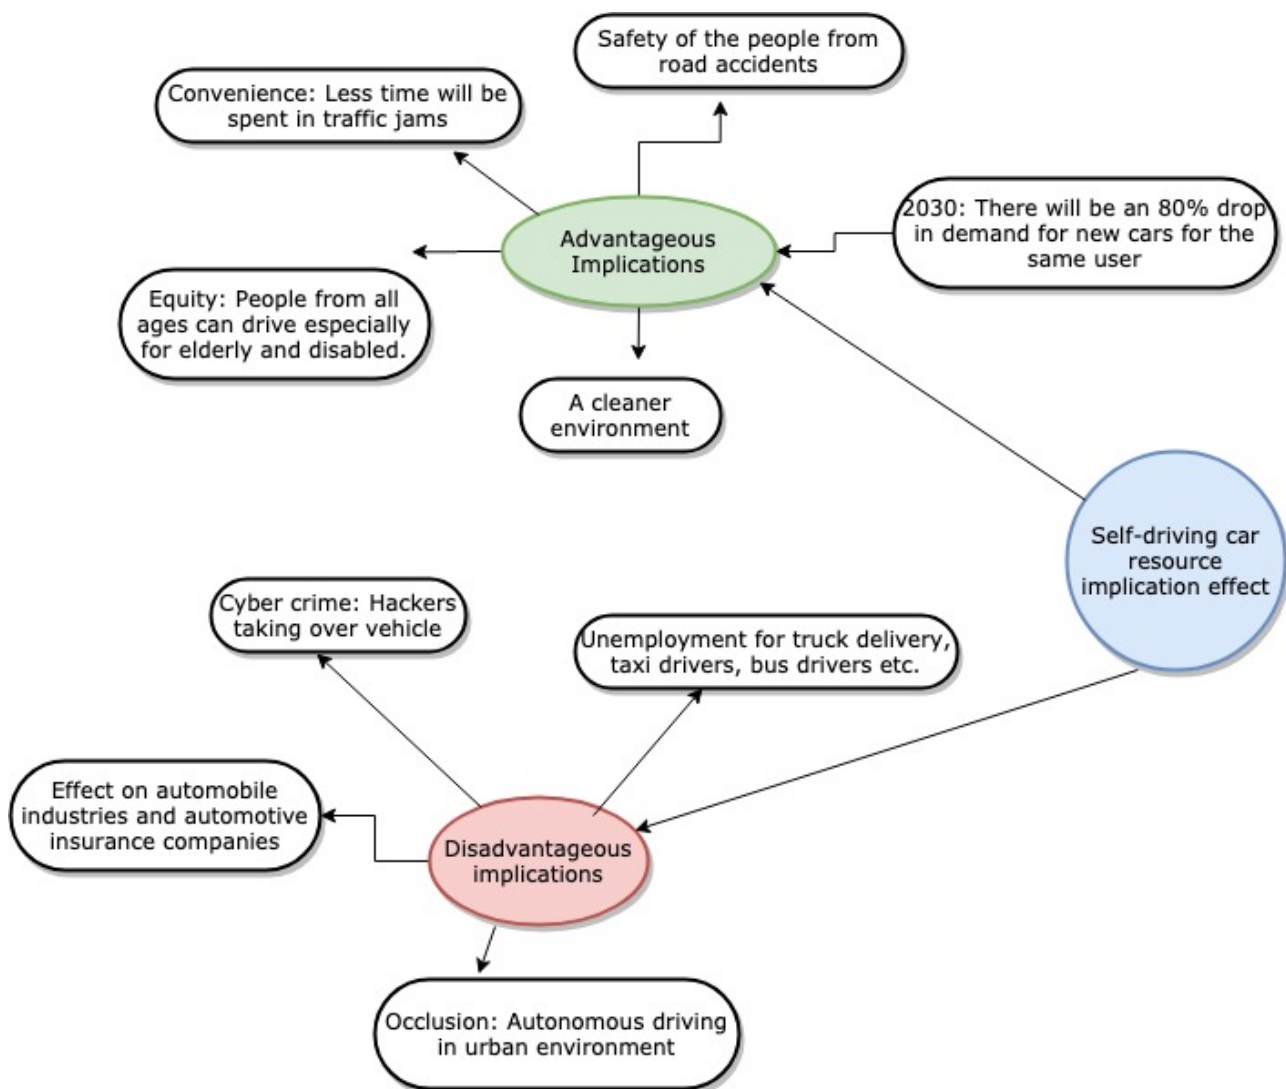 Safety of the people from
road accidents
Convenience: Less time will be
spent in traffic jams
2030: There will be an 80% drop
in demand for new cars for the
same user
Advantageous
Implications
Equity: People from all
ages can drive especially
for elderly and disabled.
A cleaner
environment
Self-driving car
resource
implication effect
Cyber crime: Hackers
taking over vehicle
Unemployment for truck delivery,
taxi drivers, bus drivers etc.
Effect on automobile
industries and automotive
insurance companies
Disadvantageous
implications
Occlusion: Autonomous driving
in urban environment